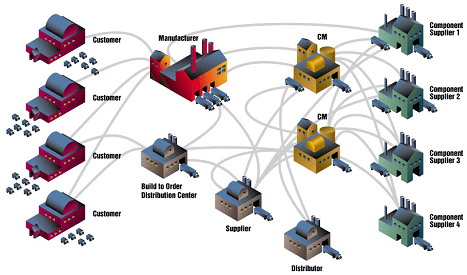 Customer
Manufacturer
CM
Component
Supplier 1
Customer
Component
Supplier 2
CM
Customer
Component
Supplier 3
Build to Order
Distribution Center
Customer
Supplier
Component
Supplier 4
Distributor